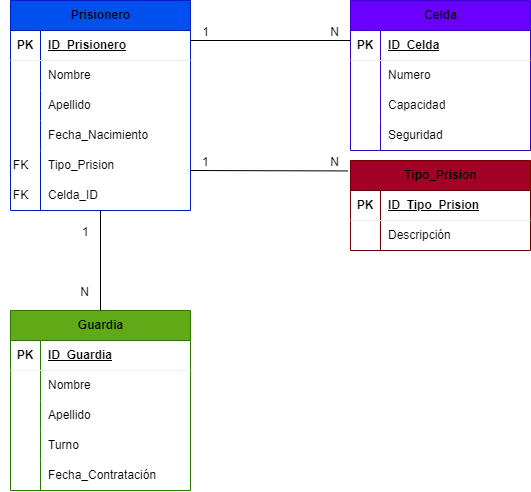 Prisionero
PK ID_Prisionero
Nombre
Apellido
Fecha_Nacimiento
FK Tipo_Prision
FK Celda_ID
1 N
Celda
PK ID_Celda
Numero
Capacidad
Seguridad
1 N
Tipo_Prision
PK ID_Tipo_Prision
Descripción
1
N
Guardia
PK ID_Guardia
Nombre
Apellido
Turno
Fecha_Contratación